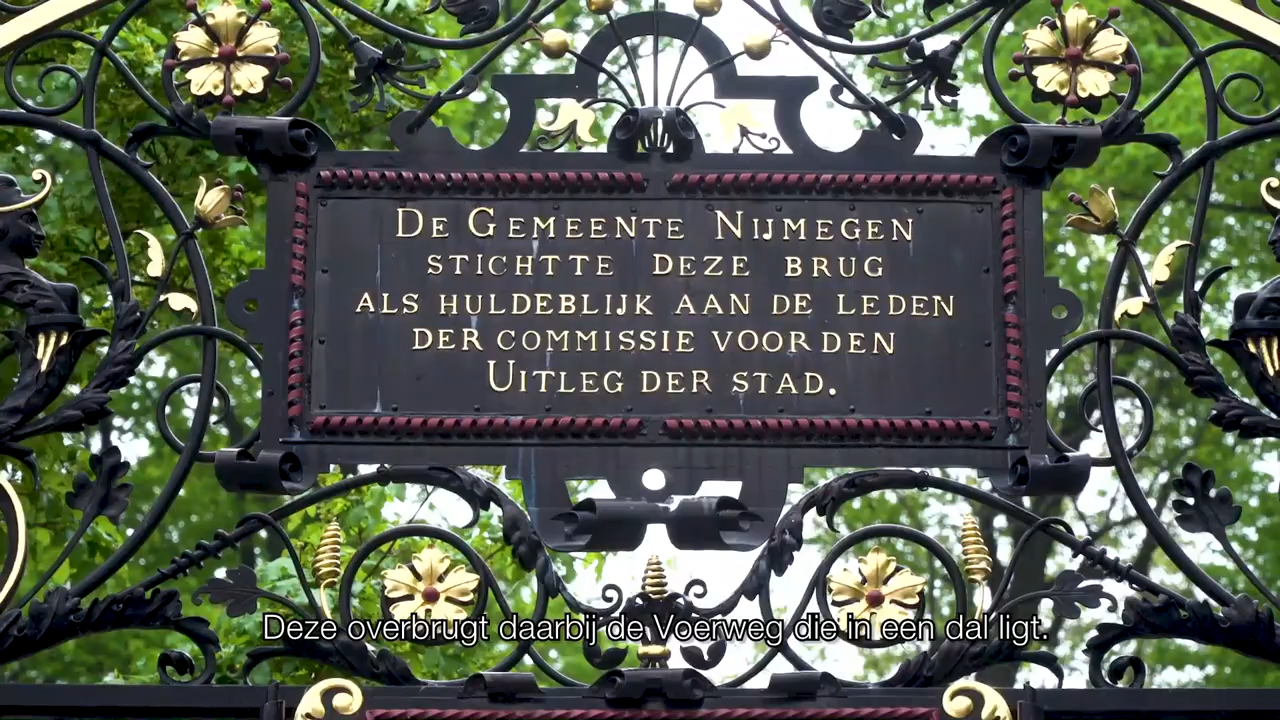 DE GEMEENTE NIJMEGEN
STICHTTE DEZE BRUG
ALS HULDEBLIJK AAN DE LEDEN
DER COMMISSIE VOOR DEN
UITLEG DER STAD.
Deze overbrugt daarbij de Voerweg die in een dal ligt.